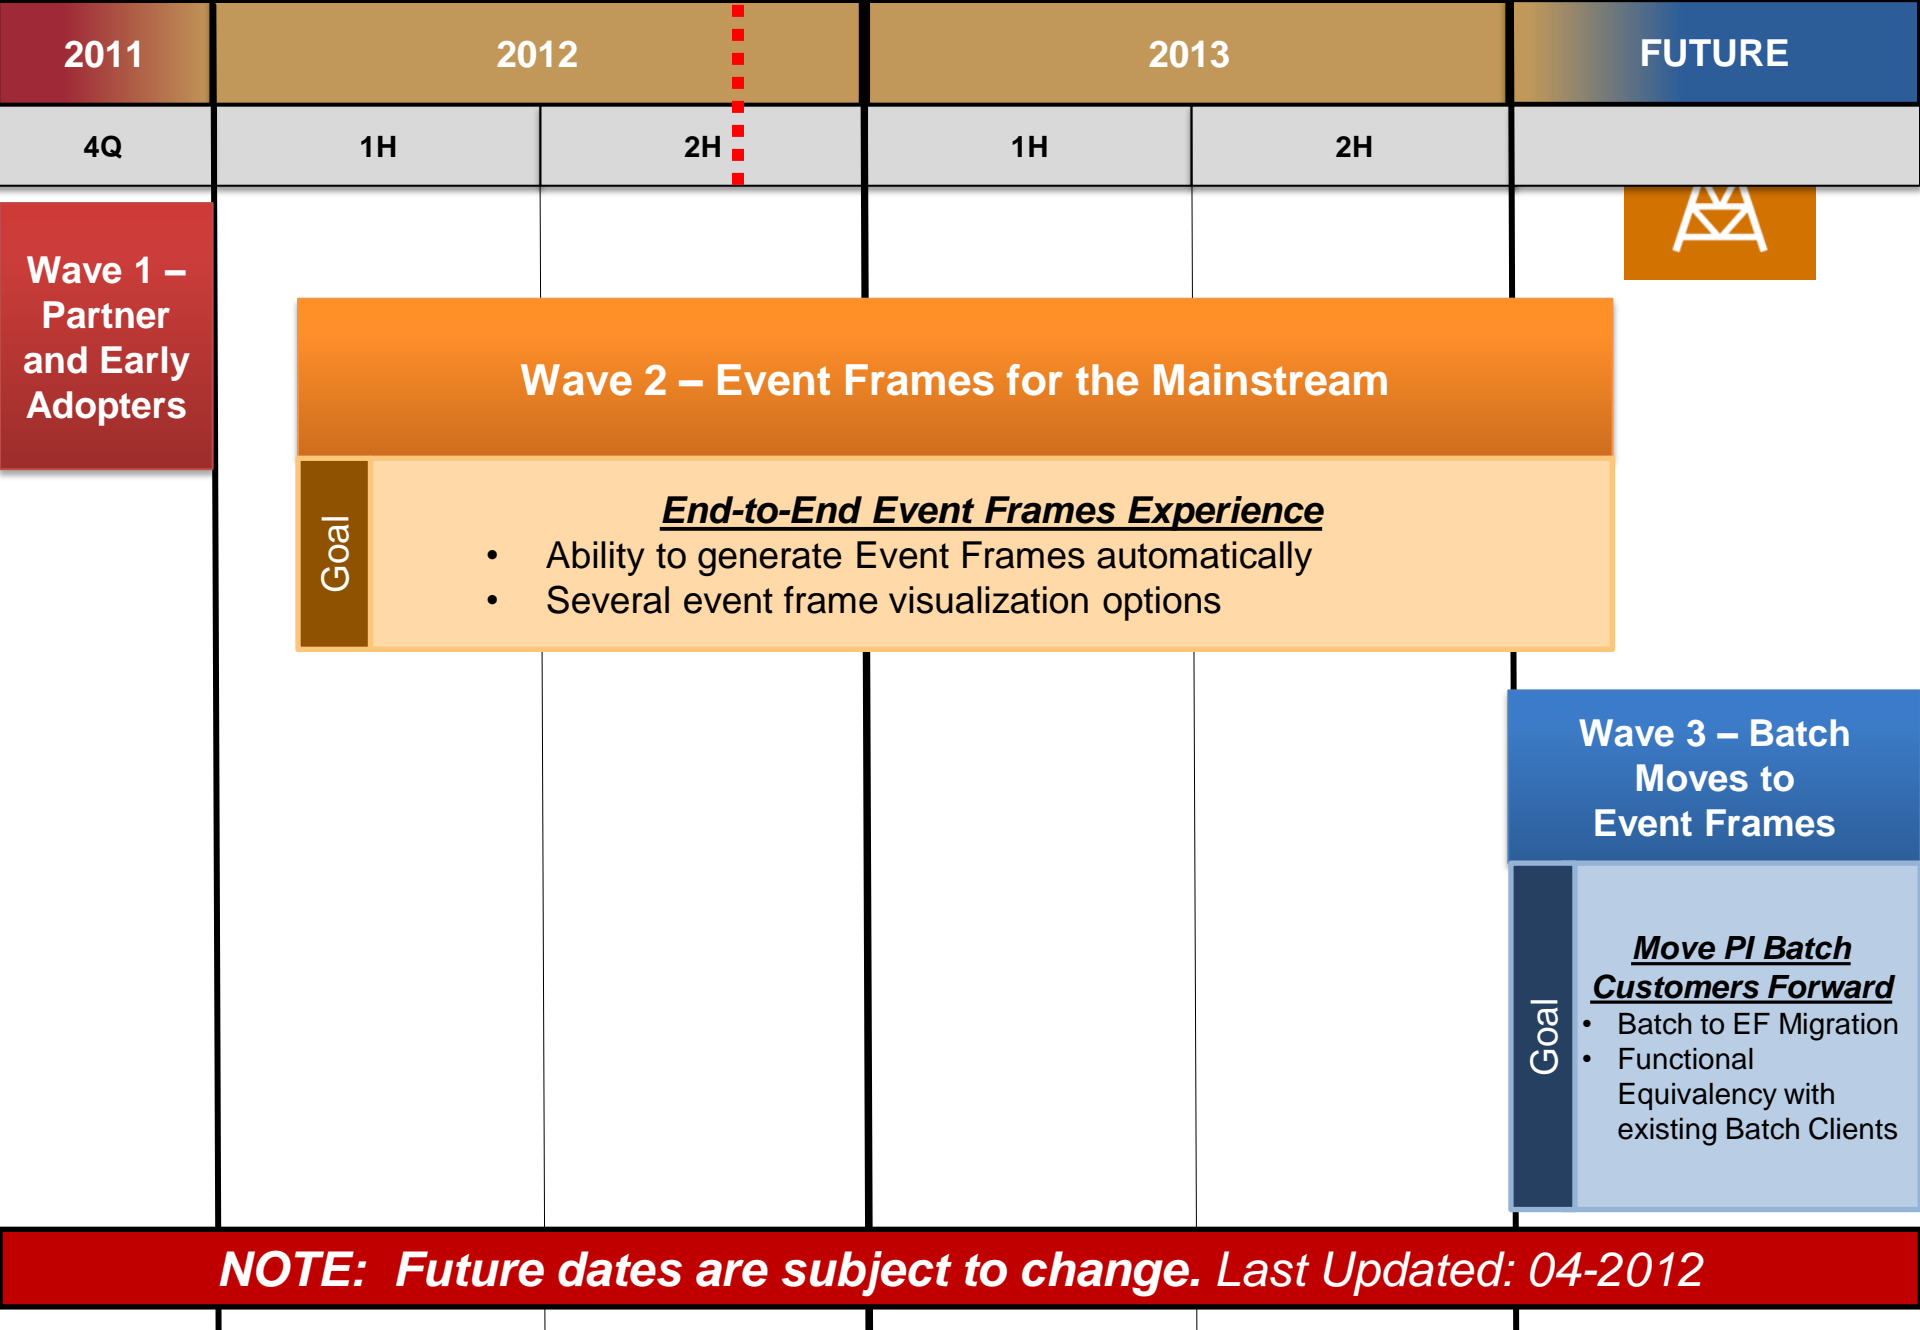 2011
2012
2013
FUTURE
4Q
1H
2H
1H
2H
Wave 1 –
Partner
and Early
Adopters
Wave 2 – Event Frames for the Mainstream
Goal
End-to-End Event Frames Experience
• Ability to generate Event Frames automatically
• Several event frame visualization options
Wave 3 – Batch
Moves to
Event Frames
Goal
Move PI Batch
Customers Forward
• Batch to EF Migration
• Functional
Equivalency with
existing Batch Clients
NOTE:  Future dates are subject to change. Last Updated: 04-2012